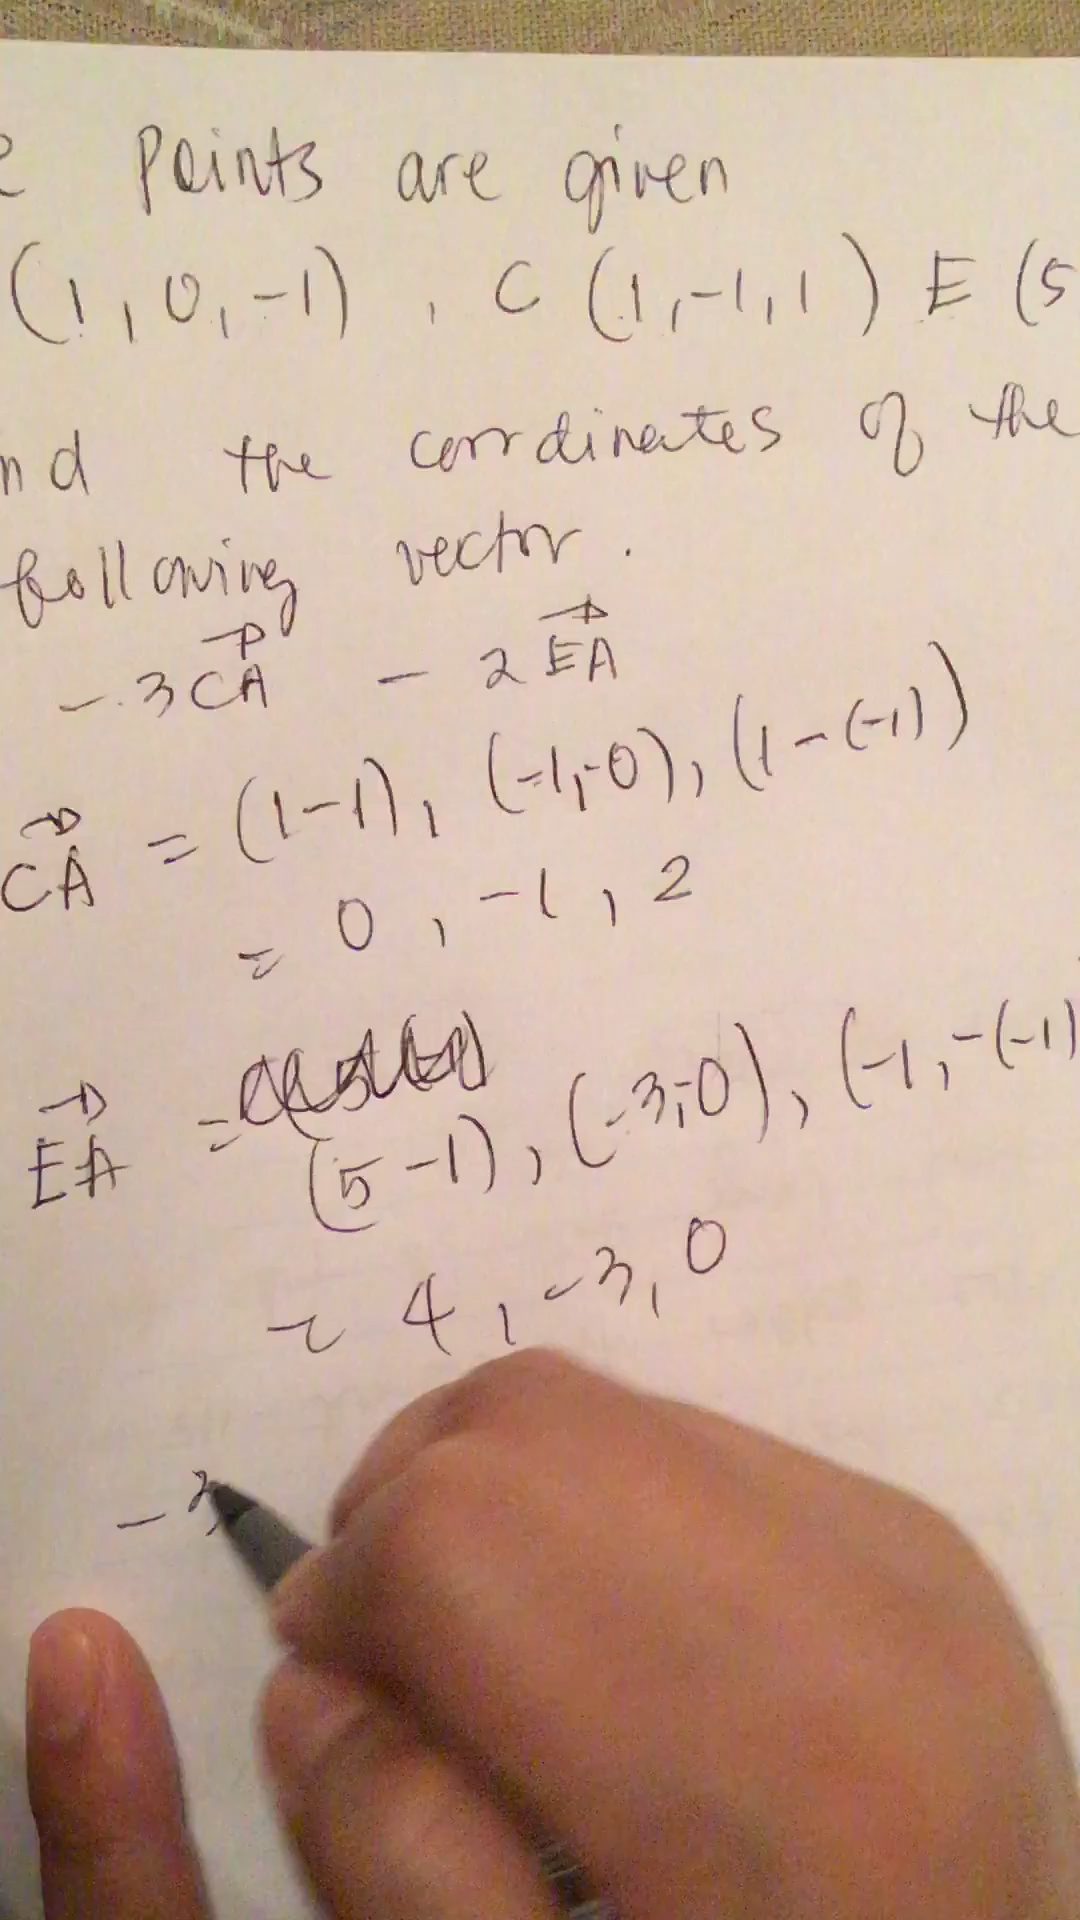 Points are given
(1, 0, -1) , C (1, -1, 1) E (5
nd the coordinates of the
following vector.
- 3 CA - 2 EA
CA = (1-1), (-1,-0), (1-(-1))
= 0, -1, 2
EA = (5-1), (-3,-0), (-1,-(-1)
= 4, -3, 0
- 3